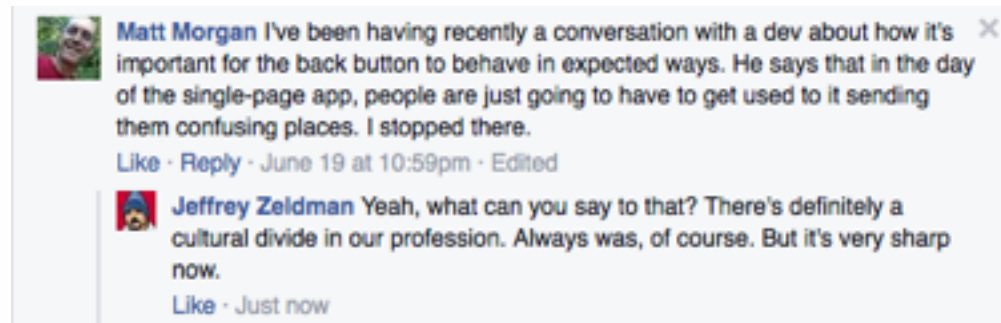 Matt Morgan I've been having recently a conversation with a dev about how it's
important for the back button to behave in expected ways. He says that in the day
of the single-page app, people are just going to have to get used to it sending
them confusing places. I stopped there.
Like · Reply · June 19 at 10:59pm · Edited
Jeffrey Zeldman Yeah, what can you say to that? There's definitely a
cultural divide in our profession. Always was, of course. But it's very sharp
now.
Like · Just now